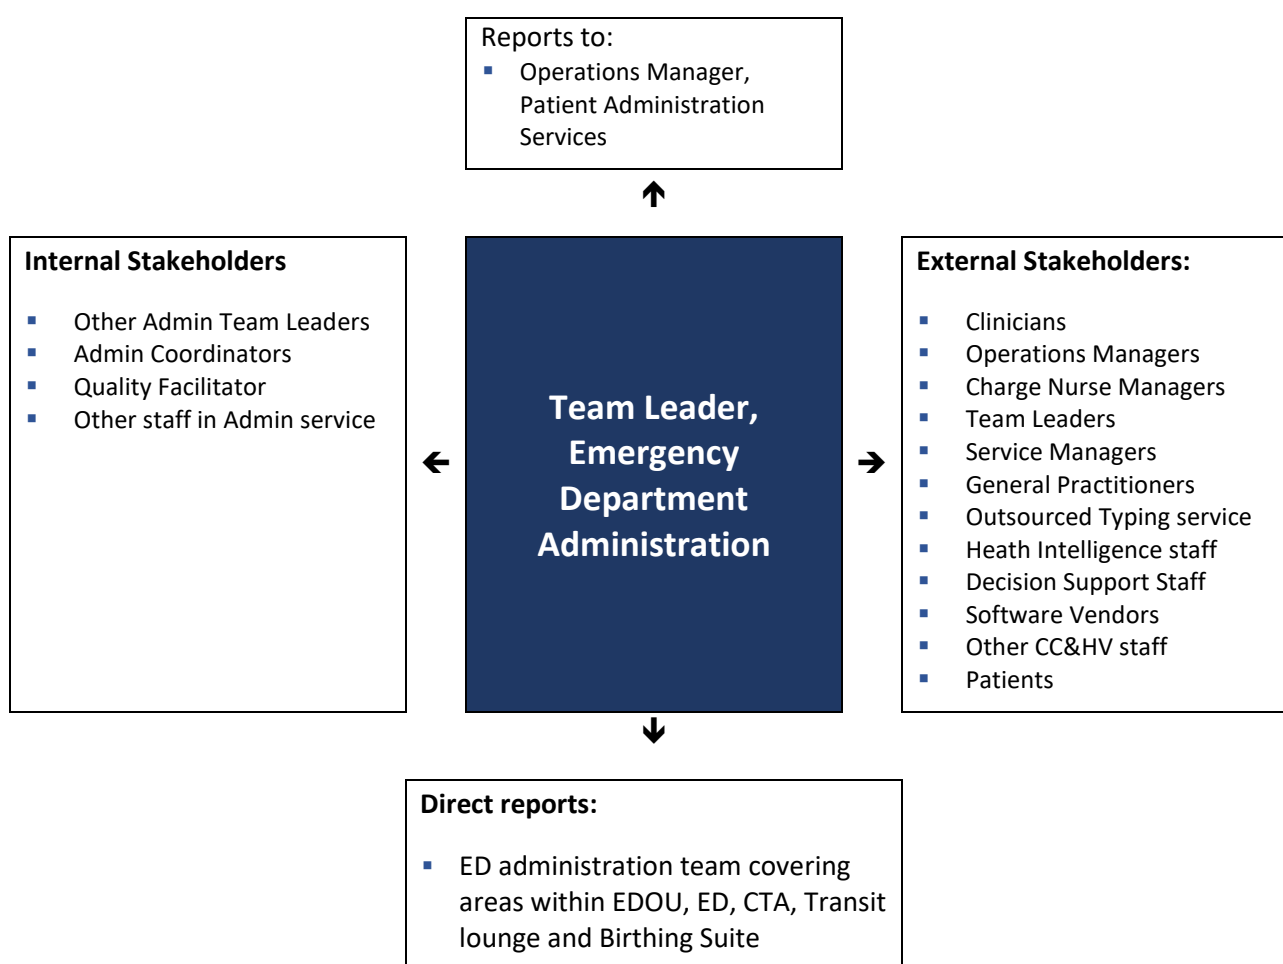 Reports to:
▪ Operations Manager,
Patient Administration
Services
Internal Stakeholders
▪ Other Admin Team Leaders
▪ Admin Coordinators
▪ Quality Facilitator
▪ Other staff in Admin service
Team Leader,
Emergency
Department
Administration
External Stakeholders:
▪ Clinicians
▪ Operations Managers
▪ Charge Nurse Managers
▪ Team Leaders
▪ Service Managers
▪ General Practitioners
▪ Outsourced Typing service
▪ Heath Intelligence staff
▪ Decision Support Staff
▪ Software Vendors
▪ Other CC&HV staff
▪ Patients
Direct reports:
▪ ED administration team covering
areas within EDOU, ED, CTA, Transit
lounge and Birthing Suite